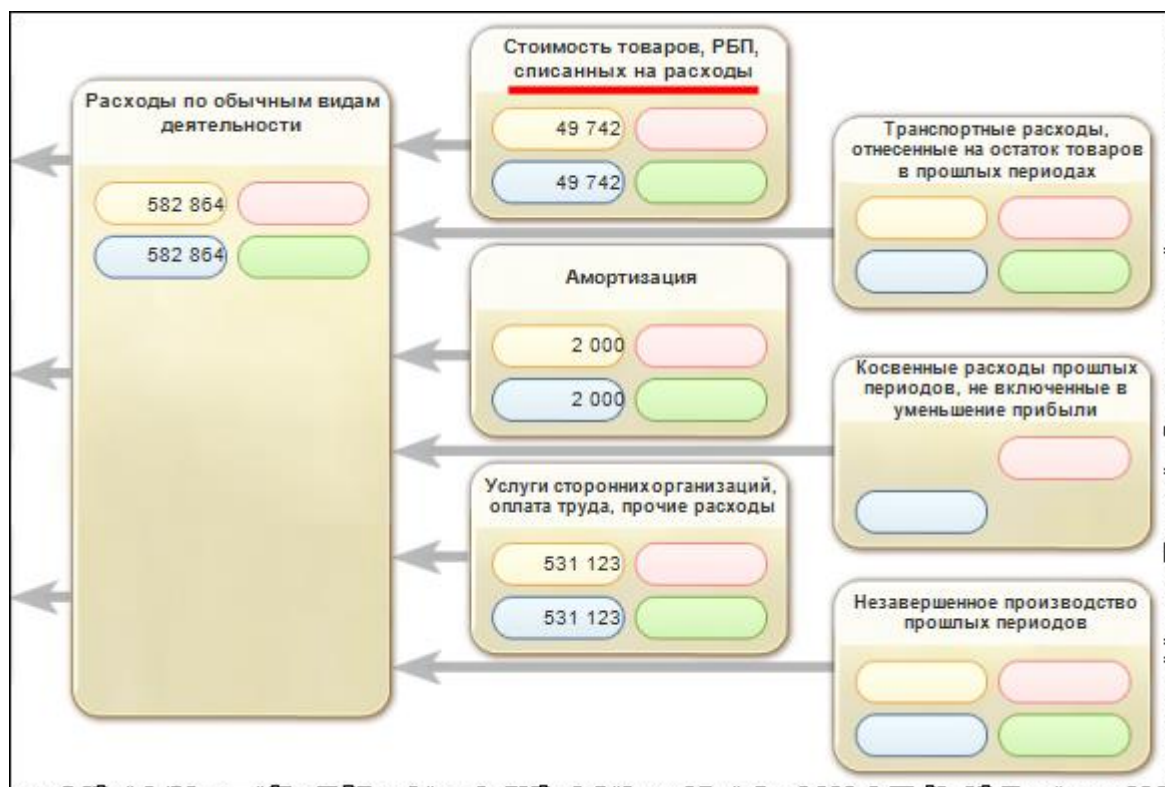 Расходы по обычным видам
деятельности
582 864
582 864
Стоимость товаров, РБП,
списанных на расходы
49 742
49 742
Амортизация
2 000
2 000
Услуги сторонних организаций,
оплата труда, прочие расходы
531 123
531 123
Транспортные расходы,
отнесенные на остаток товаров
в прошлых периодах
Косвенные расходы прошлых
периодов, не включенные в
уменьшение прибыли
Незавершенное производство
прошлых периодов